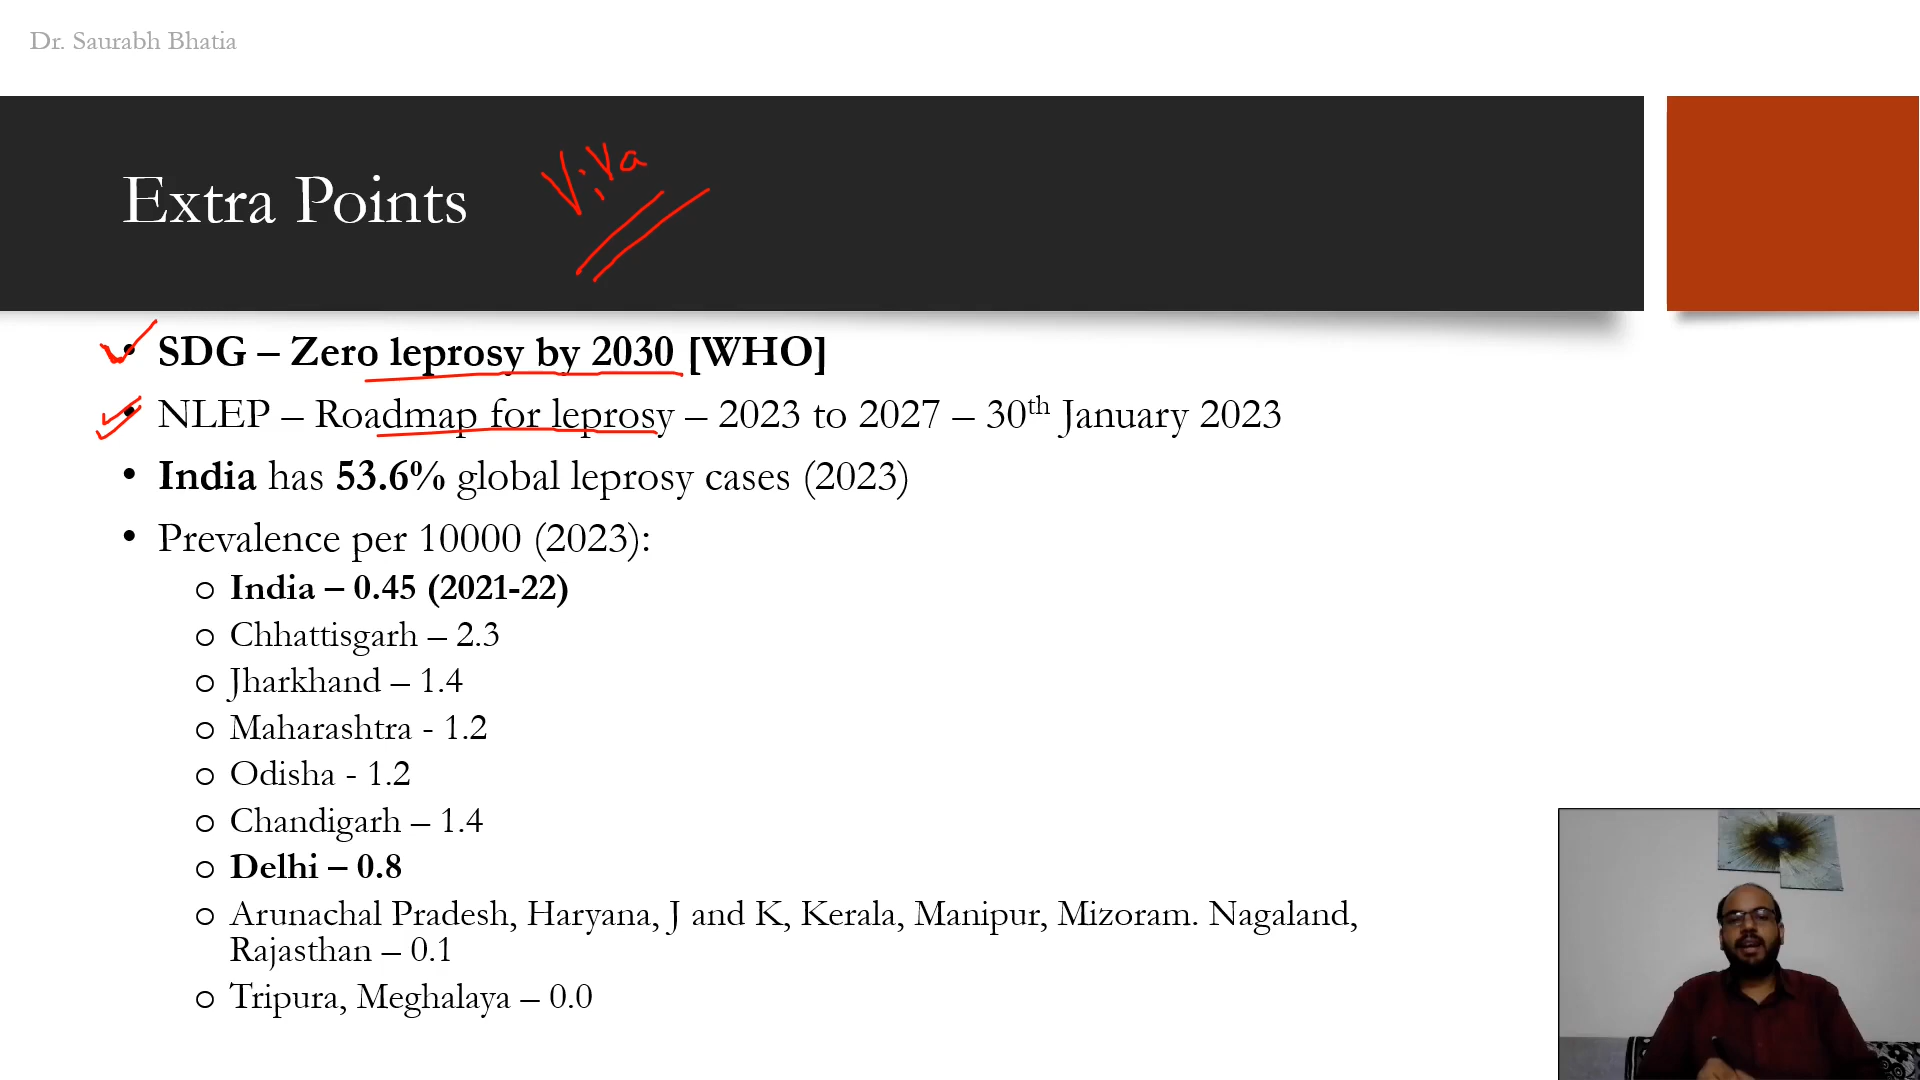 Dr. Saurabh Bhatia
Extra Points
Viva
• SDG – Zero leprosy by 2030 [WHO]
• NLEP – Roadmap for leprosy – 2023 to 2027 – 30th January 2023
• India has 53.6% global leprosy cases (2023)
• Prevalence per 10000 (2023):
o India – 0.45 (2021-22)
o Chhattisgarh – 2.3
o Jharkhand – 1.4
o Maharashtra - 1.2
o Odisha - 1.2
o Chandigarh – 1.4
o Delhi – 0.8
o Arunachal Pradesh, Haryana, J and K, Kerala, Manipur, Mizoram. Nagaland,
Rajasthan – 0.1
o Tripura, Meghalaya – 0.0